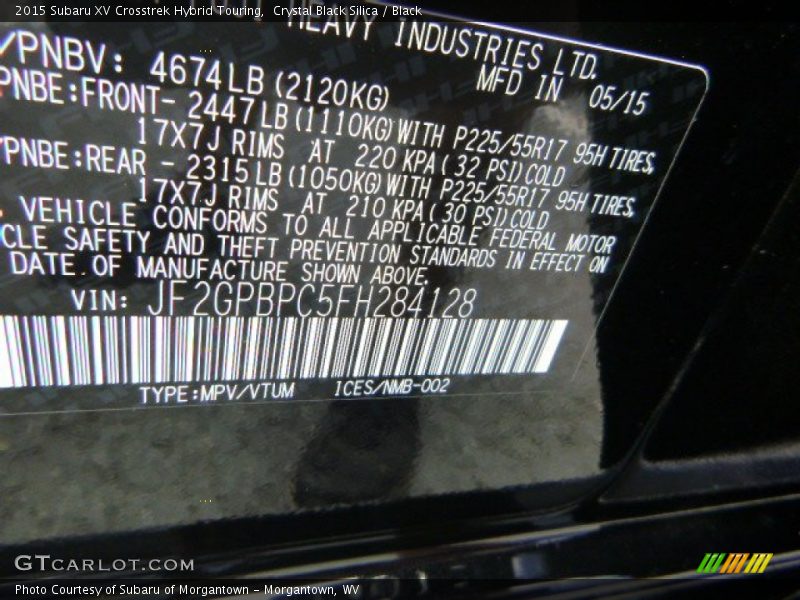 2015 Subaru XV Crosstrek Hybrid Touring,  Crystal Black Silica / Black
HEAVY INDUSTRIES LTD.
/PNBV: 4674LB (2120KG) MFD IN 05/15
PNBE:FRONT- 2447LB (1110KG) WITH P225/55R17 95H TIRES,
17X7J RIMS AT 220 KPA ( 32 PSI) COLD
/PNBE:REAR - 2315LB (1050KG) WITH P225/55R17 95H TIRES,
17X7J RIMS AT 210 KPA ( 30 PSI) COLD
VEHICLE CONFORMS TO ALL APPLICABLE FEDERAL MOTOR
CLE SAFETY AND THEFT PREVENTION STANDARDS IN EFFECT ON
DATE OF MANUFACTURE SHOWN ABOVE.
VIN: JF2GPBPC5FH284128
TYPE:MPV/VTUM ICES/NMB-002
GTCARLOT.COM
Photo Courtesy of Subaru of Morgantown - Morgantown, WV